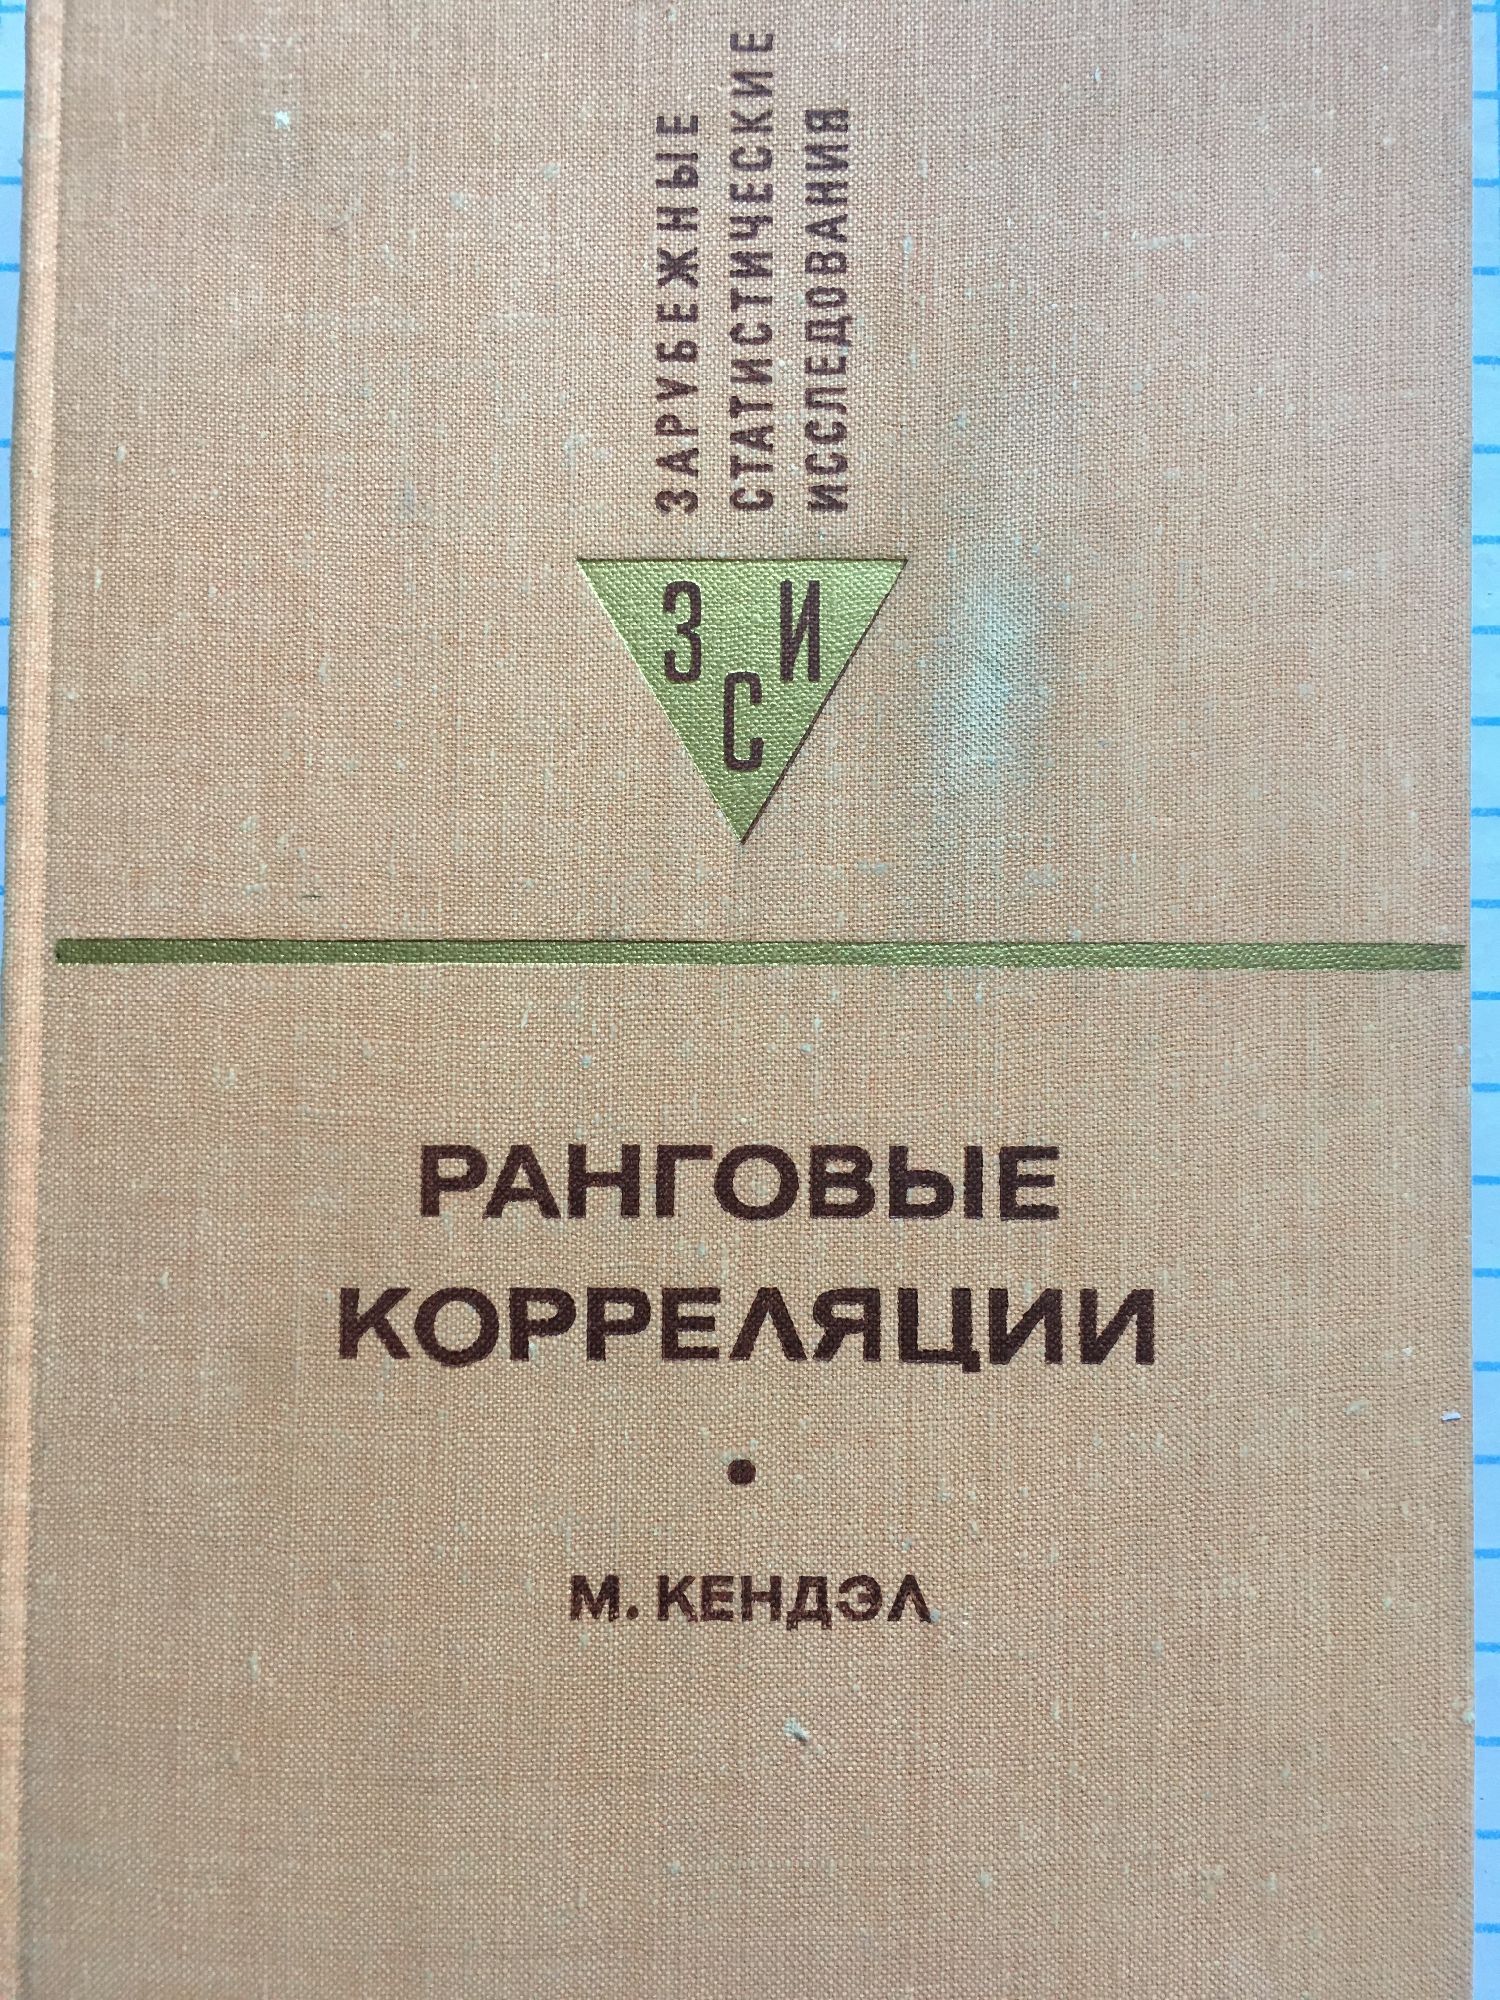 ЗАРУБЕЖНЫЕ
СТАТИСТИЧЕСКИЕ
ИССЛЕДОВАНИЯ
З И
С
РАНГОВЫЕ
КОРРЕЛЯЦИИ
•
М. КЕНДЭЛ